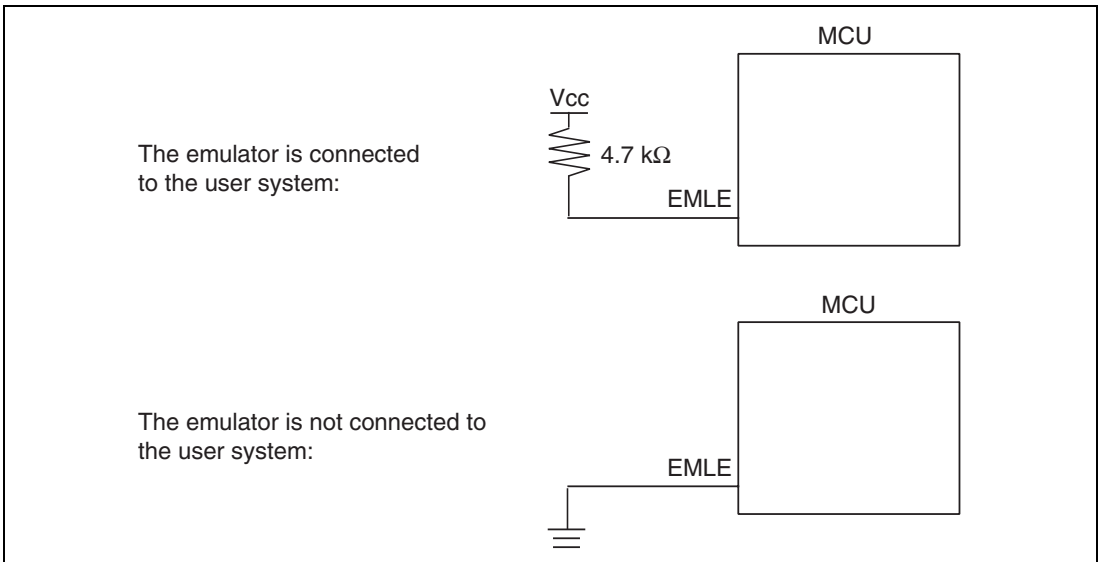 MCU
Vcc
The emulator is connected
to the user system:
4.7 kΩ
EMLE
MCU
The emulator is not connected to
the user system:
EMLE